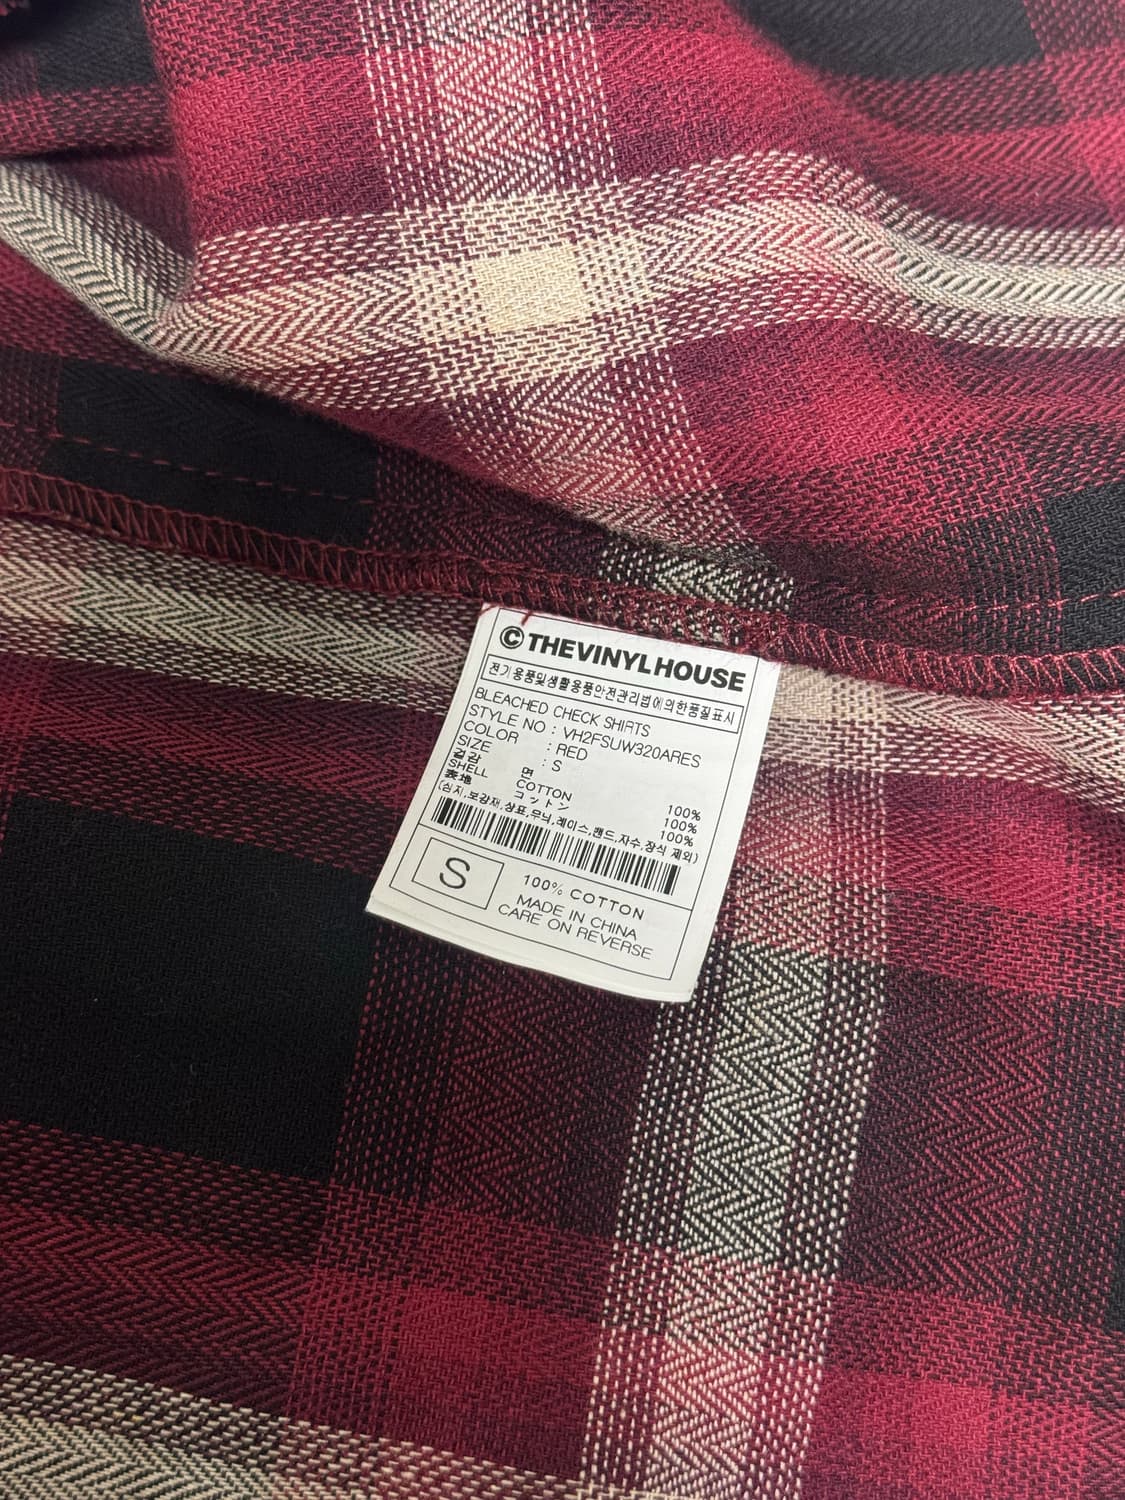 © THEVINYLHOUSE
전기용품및생활용품안전관리법에의한품질표시
BLEACHED CHECK SHIRTS
STYLE NO : VH2FSUW320ARES
COLOR : RED
SIZE : S
겉감 면 100%
SHELL COTTON 100%
表地 コットン 100%
(심지,보강재,상표,무늬,레이스,밴드,자수,장식 제외)
S
100% COTTON
MADE IN CHINA
CARE ON REVERSE